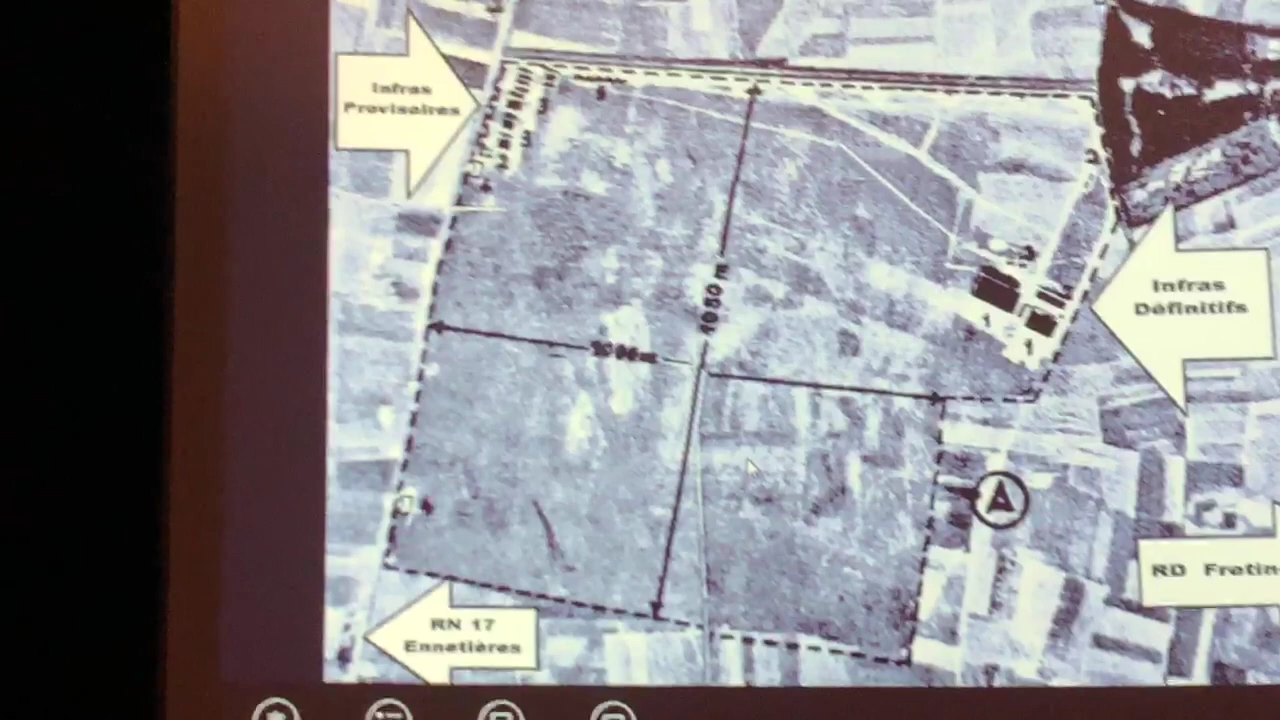 Infras
Provisoires
1050 m
Infras
Définitifs
1
1
A
RN 17
Ennetières
RD Fretin